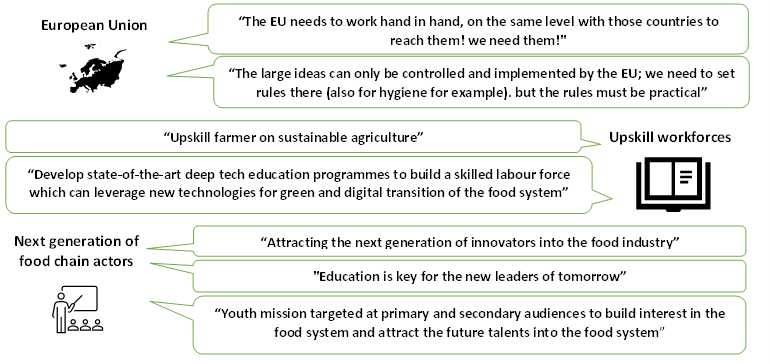 European Union
“The EU needs to work hand in hand, on the same level with those countries to
reach them! we need them!"
“The large ideas can only be controlled and implemented by the EU; we need to set
rules there (also for hygiene for example). but the rules must be practical”
“Upskill farmer on sustainable agriculture”
Upskill workforces
“Develop state-of-the-art deep tech education programmes to build a skilled labour force
which can leverage new technologies for green and digital transition of the food system”
Next generation of
food chain actors
“Attracting the next generation of innovators into the food industry”
"Education is key for the new leaders of tomorrow”
“Youth mission targeted at primary and secondary audiences to build interest in the
food system and attract the future talents into the food system”